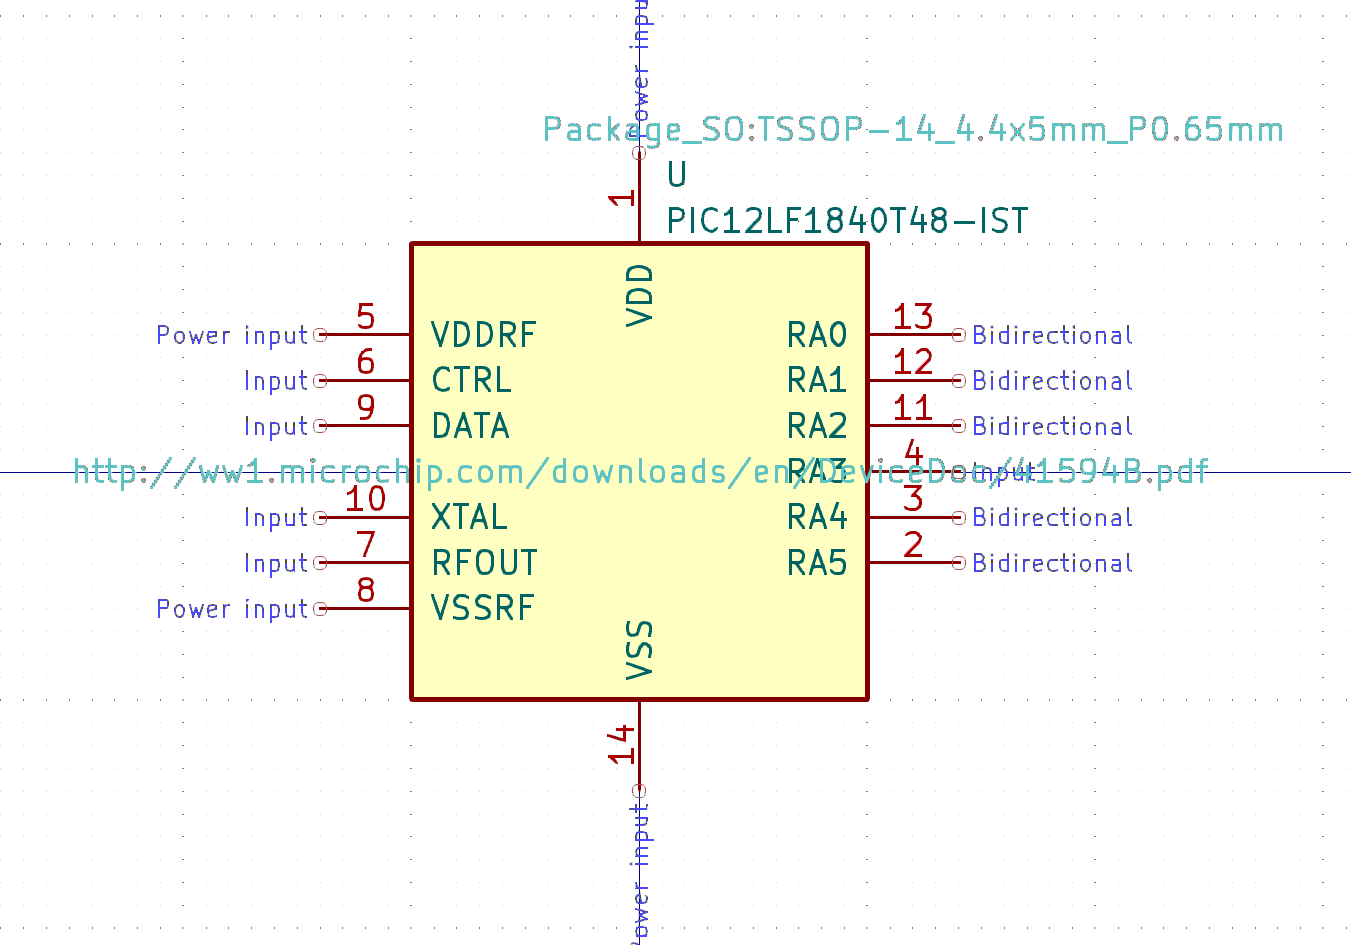 Power input
Package_SO:TSSOP-14_4.4x5mm_P0.65mm
U
1
PIC12LF1840T48-IST
VDD
Power input 5 VDDRF RA0 13 Bidirectional
Input 6 CTRL RA1 12 Bidirectional
Input 9 DATA RA2 11 Bidirectional
RA3 4 Input
http://ww1.microchip.com/downloads/en/DeviceDoc/41594B.pdf
Input 10 XTAL RA4 3 Bidirectional
Input 7 RFOUT RA5 2 Bidirectional
Power input 8 VSSRF
VSS
14
Power input